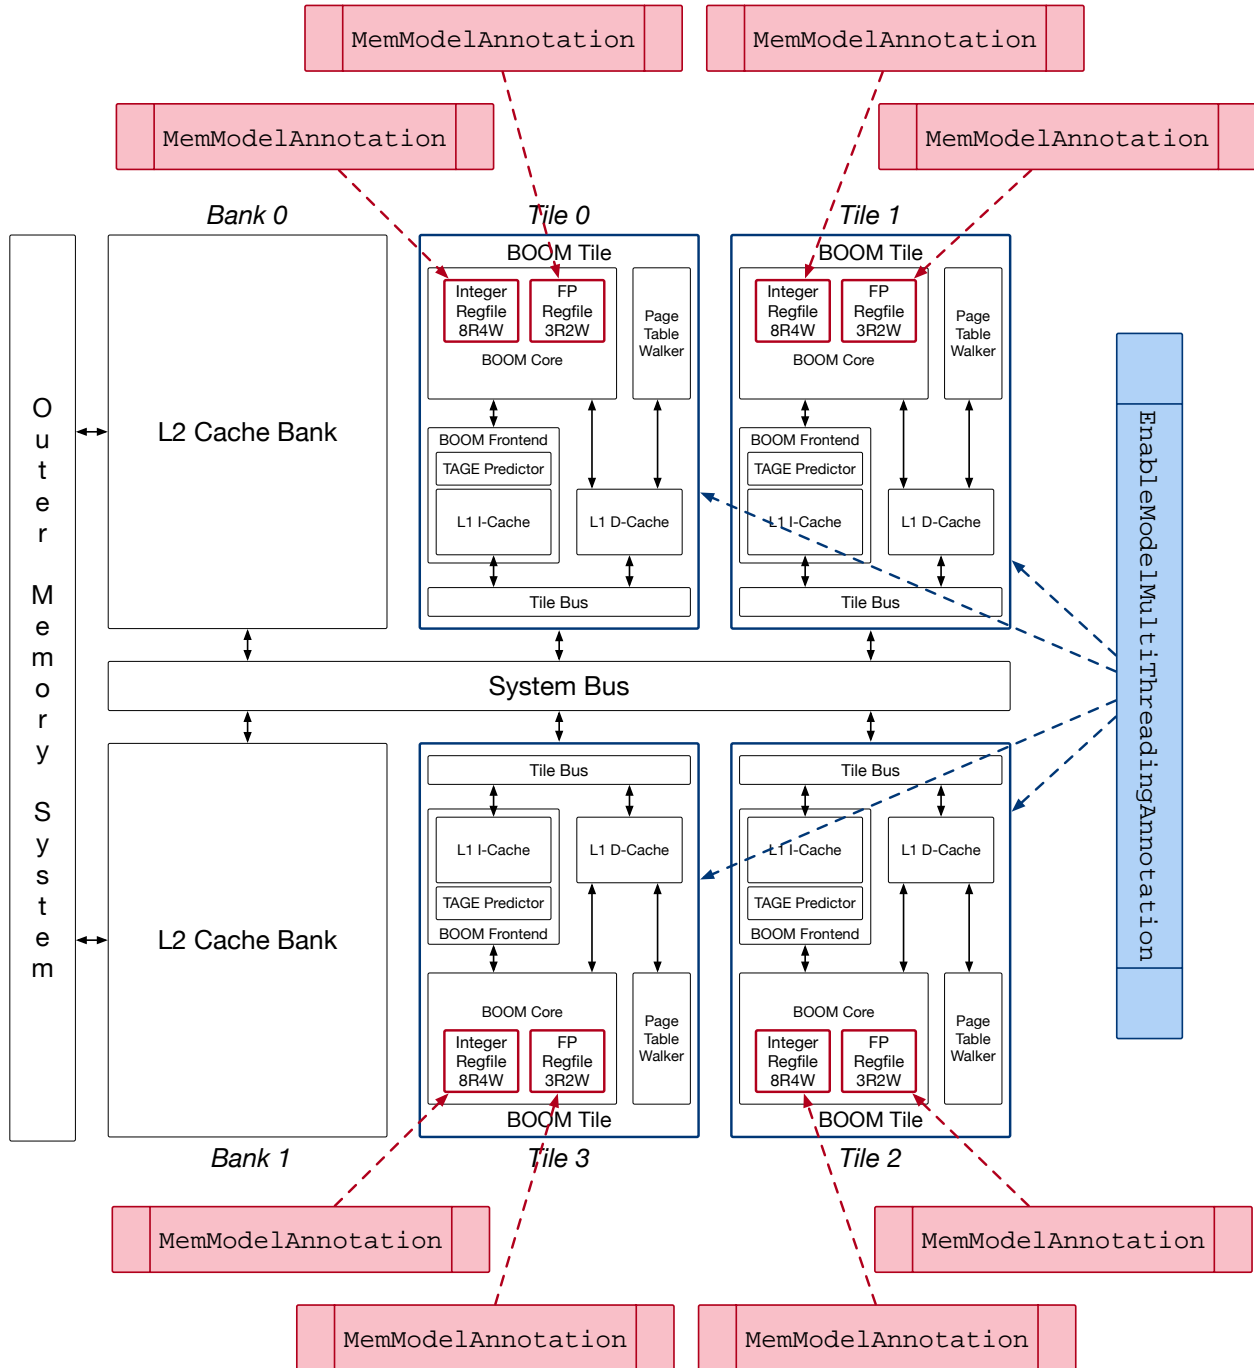 MemModelAnnotation
MemModelAnnotation
MemModelAnnotation
MemModelAnnotation
Bank 0
Tile 0
Tile 1
Outer Memory System
L2 Cache Bank
BOOM Tile
Integer
Regfile
8R4W
FP
Regfile
3R2W
BOOM Core
Page
Table
Walker
BOOM Frontend
TAGE Predictor
L1 I-Cache
L1 D-Cache
Tile Bus
BOOM Tile
Integer
Regfile
8R4W
FP
Regfile
3R2W
BOOM Core
Page
Table
Walker
BOOM Frontend
TAGE Predictor
L1 I-Cache
L1 D-Cache
Tile Bus
EnableModelMultiThreadingAnnotation
System Bus
L2 Cache Bank
Tile Bus
L1 I-Cache
L1 D-Cache
TAGE Predictor
BOOM Frontend
BOOM Core
Integer
Regfile
8R4W
FP
Regfile
3R2W
Page
Table
Walker
BOOM Tile
Tile Bus
L1 I-Cache
L1 D-Cache
TAGE Predictor
BOOM Frontend
BOOM Core
Integer
Regfile
8R4W
FP
Regfile
3R2W
Page
Table
Walker
BOOM Tile
Bank 1
Tile 3
Tile 2
MemModelAnnotation
MemModelAnnotation
MemModelAnnotation
MemModelAnnotation